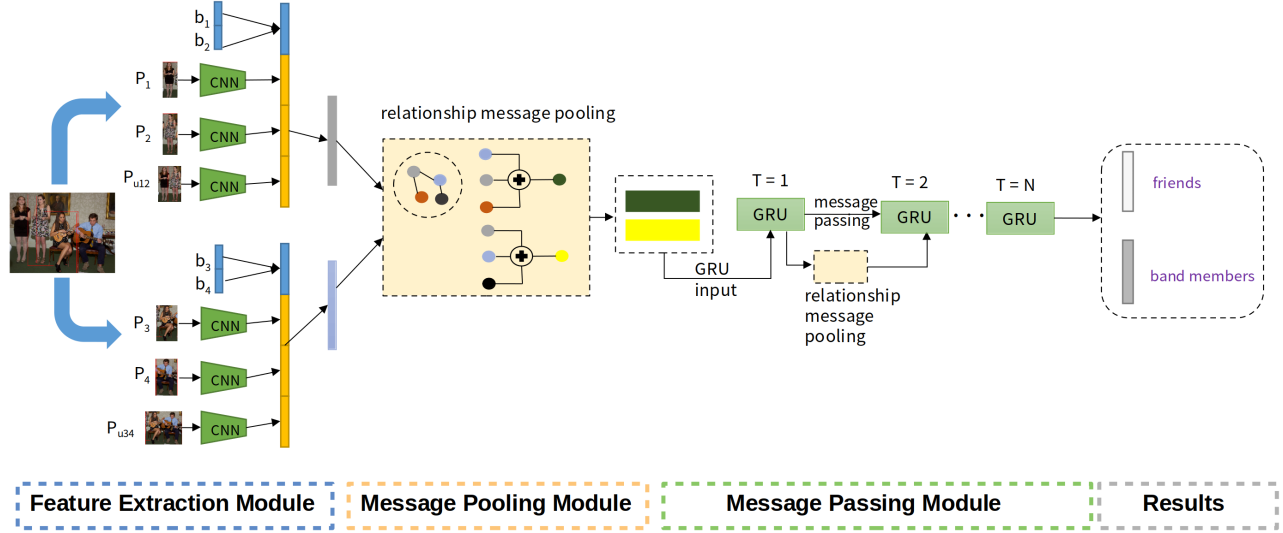 b1
b2
P1
CNN
P2
CNN
Pu12
CNN
b3
b4
P3
CNN
P4
CNN
Pu34
CNN
relationship message pooling
GRU
input
T = 1
GRU
message
passing
T = 2
GRU
relationship
message
pooling
...
T = N
GRU
friends
band members
Feature Extraction Module
Message Pooling Module
Message Passing Module
Results